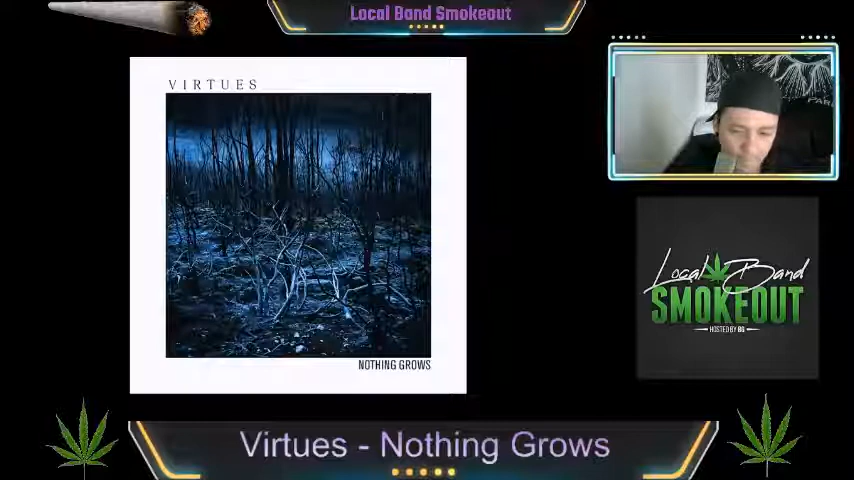 Local Band Smokeout
VIRTUES
NOTHING GROWS
Local Band
SMOKEOUT
HOSTED BY BG
Virtues - Nothing Grows